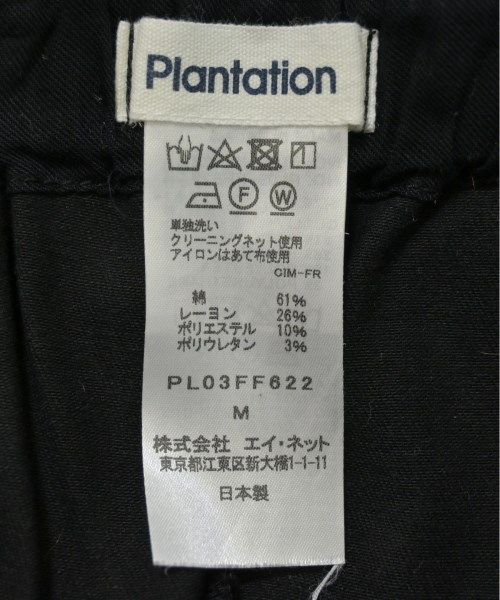 Plantation
F W
単独洗い
クリーニングネット使用
アイロンはあて布使用
CIM-FR
綿 61%
レーヨン 26%
ポリエステル 10%
ポリウレタン 3%
PL03FF622
M
株式会社 エイ・ネット
東京都江東区新大橋1-1-11
日本製